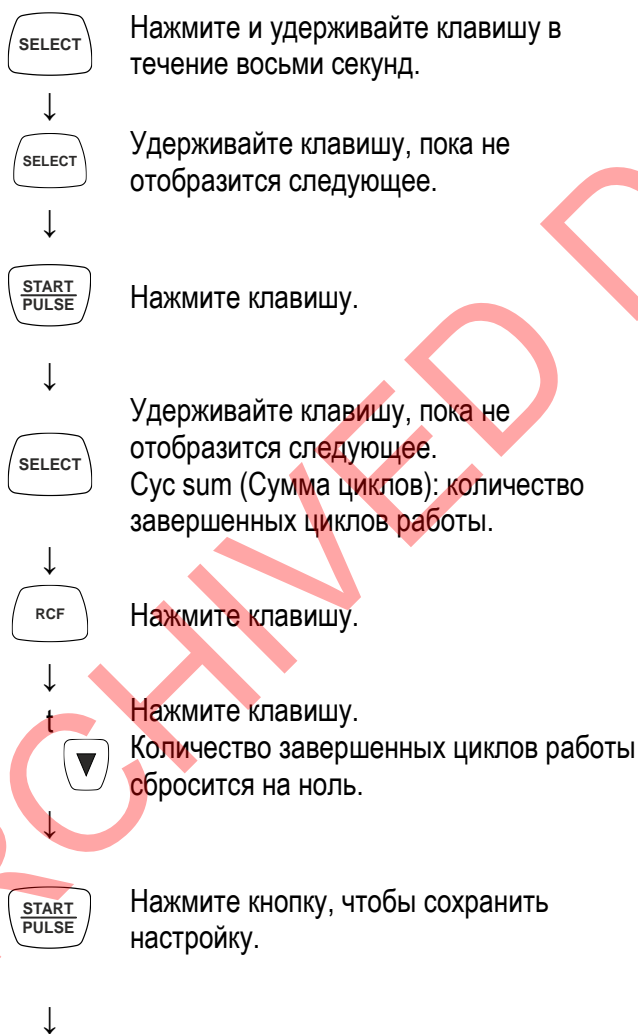 SELECT
Нажмите и удерживайте клавишу в
течение восьми секунд.
↓
SELECT
Удерживайте клавишу, пока не
отобразится следующее.
↓
START
PULSE
Нажмите клавишу.
↓
SELECT
Удерживайте клавишу, пока не
отобразится следующее.
Cyc sum (Сумма циклов): количество
завершенных циклов работы.
↓
RCF
Нажмите клавишу.
↓
t
▼
Нажмите клавишу.
Количество завершенных циклов работы
сбросится на ноль.
↓
START
PULSE
Нажмите кнопку, чтобы сохранить
настройку.
↓
RCHIVED